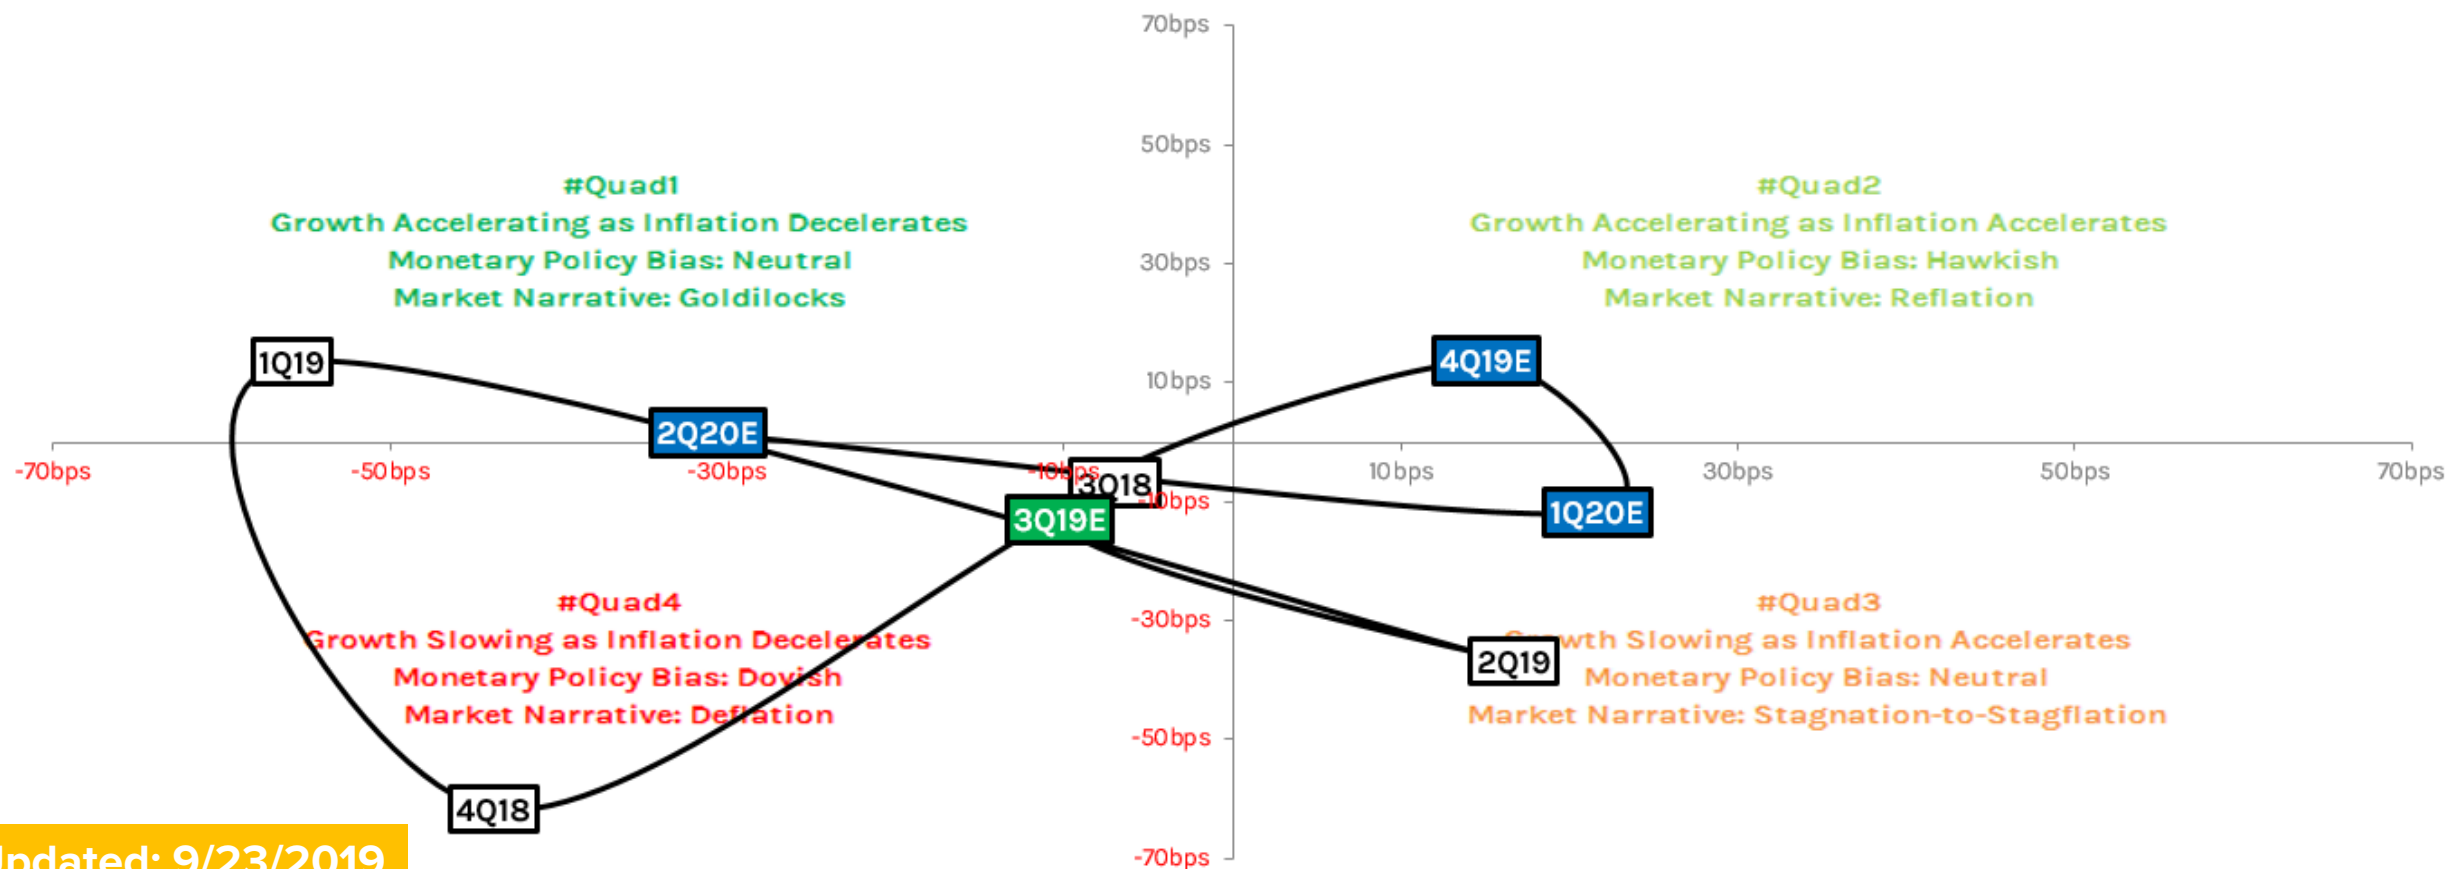 70bps
50bps
#Quad1
Growth Accelerating as Inflation Decelerates
Monetary Policy Bias: Neutral
Market Narrative: Goldilocks
30bps
#Quad2
Growth Accelerating as Inflation Accelerates
Monetary Policy Bias: Hawkish
Market Narrative: Reflation
1Q19
10bps
4Q19E
2Q20E
-70bps
-50bps
-30bps
-10bps
10bps
30bps
50bps
70bps
3Q18
-10bps
3Q19E
1Q20E
#Quad4
Growth Slowing as Inflation Decelerates
Monetary Policy Bias: Dovish
Market Narrative: Deflation
-30bps
#Quad3
Growth Slowing as Inflation Accelerates
Monetary Policy Bias: Neutral
Market Narrative: Stagnation-to-Stagflation
2Q19
-50bps
4Q18
-70bps
Updated: 9/23/2019